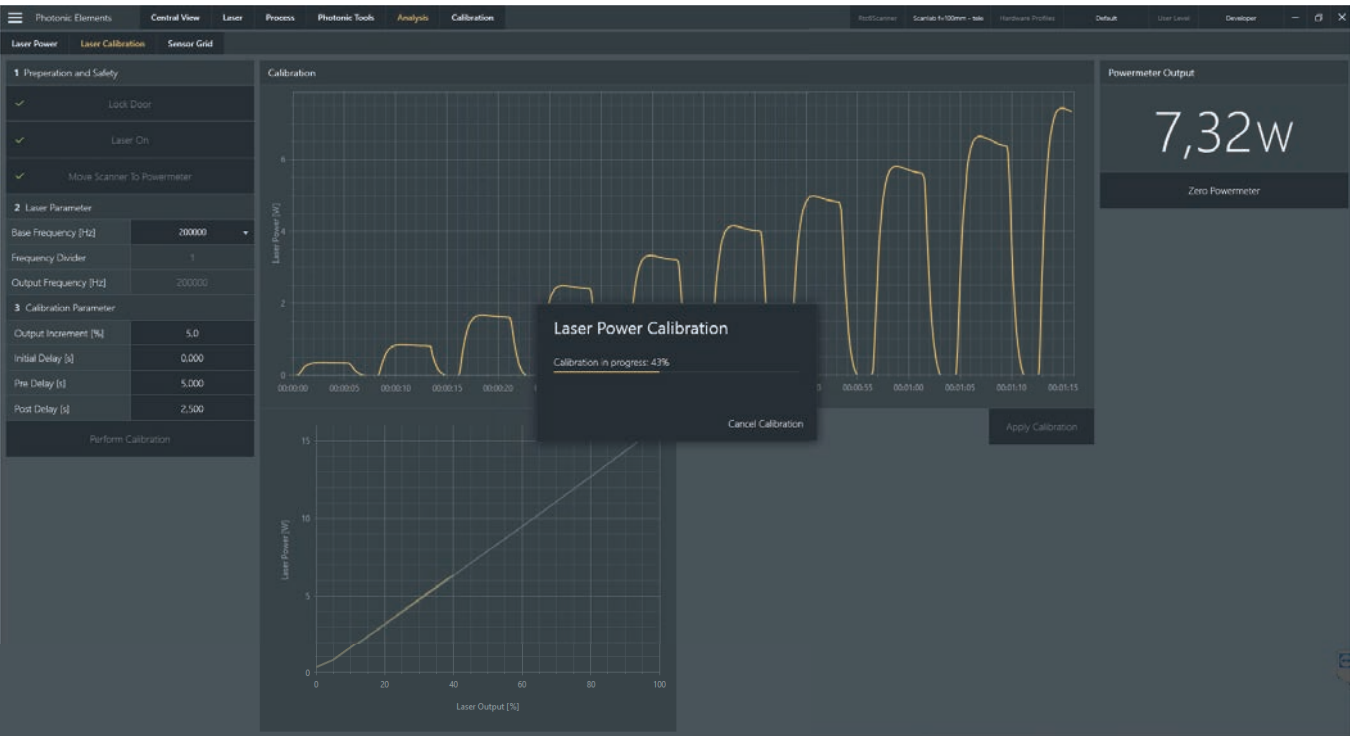 Photonic Elements Central View Laser Process Photonic Tools Analysis Calibration Scanlab f=100mm - tele Hardware Profiles Default User Level Developer
Laser Power Laser Calibration Sensor Grid
1 Preperation and Safety
Lock Door
Laser On
Move Scanner To Powermeter
2 Laser Parameter
Base Frequency [Hz] 200000
Frequency Divider 1
Output Frequency [Hz] 200000
3 Calibration Parameter
Output Increment [%] 5.0
Initial Delay [s] 0.000
Pre Delay [s] 5.000
Post Delay [s] 2.500
Perform Calibration
Calibration
Laser Power [W]
6
4
2
0
00:00:00 00:00:05 00:00:10 00:00:15 00:00:20 00:00:55 00:01:00 00:01:05 00:01:10 00:01:15
Laser Power Calibration
Calibration in progress: 43%
Cancel Calibration
Apply Calibration
Laser Power [W]
15
10
5
0
0 20 40 60 80 100
Laser Output [%]
Powermeter Output
7,32W
Zero Powermeter